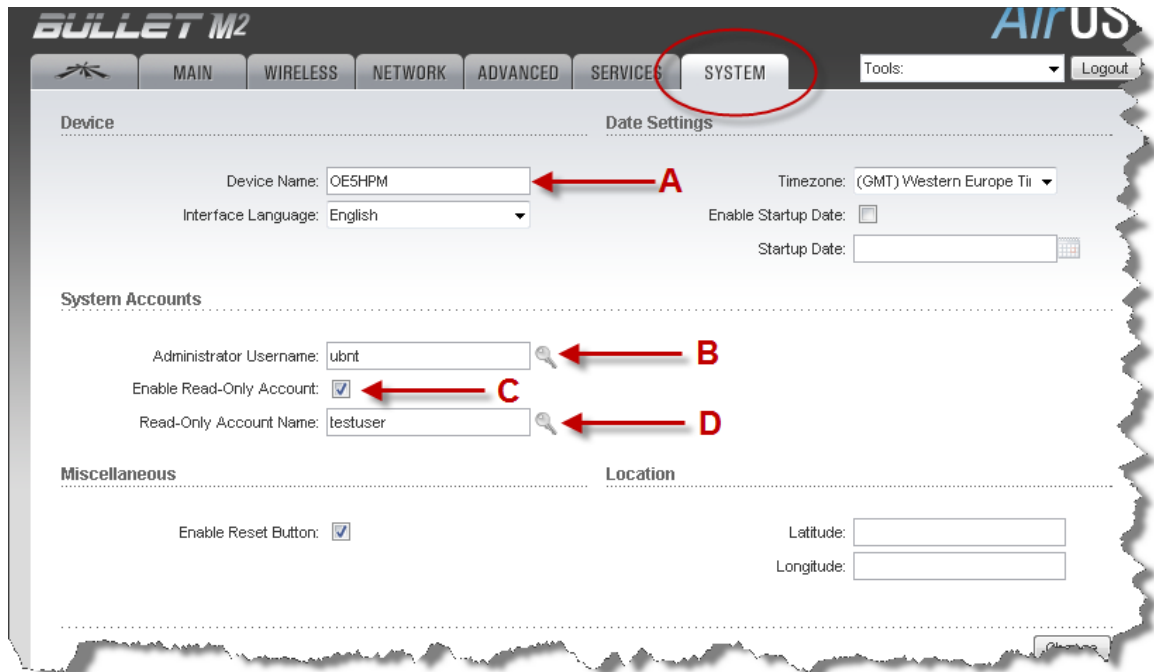 BULLET M2
AirOS
MAIN WIRELESS NETWORK ADVANCED SERVICES SYSTEM Tools: Logout
Device
Device Name: OE5HPM A
Interface Language: English
Date Settings
Timezone: (GMT) Western Europe Ti
Enable Startup Date:
Startup Date:
System Accounts
Administrator Username: ubnt B
Enable Read-Only Account: C
Read-Only Account Name: testuser D
Miscellaneous
Enable Reset Button:
Location
Latitude:
Longitude:
Change